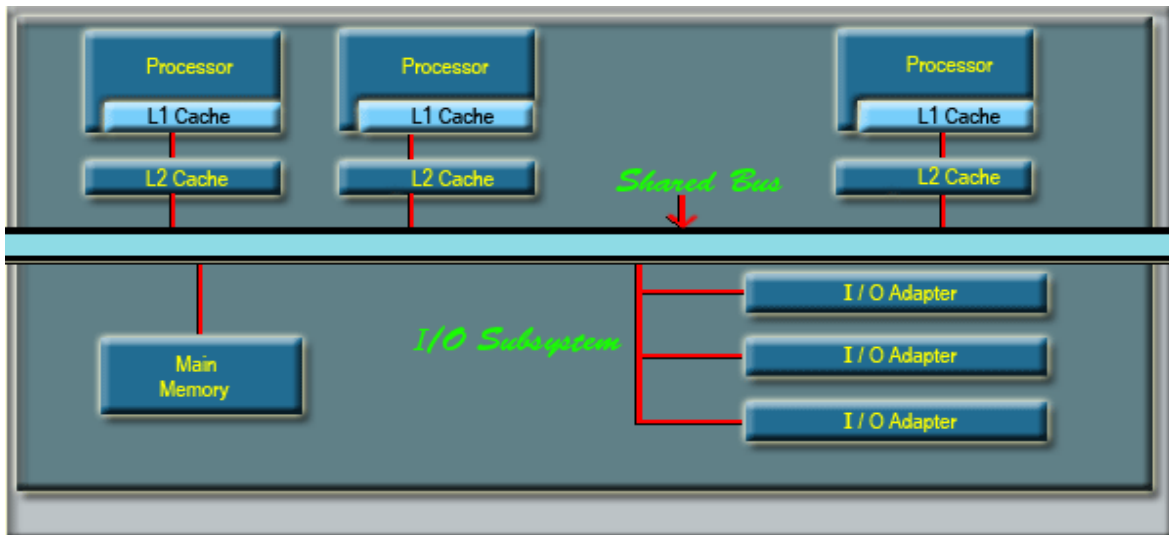 Processor
L1 Cache
L2 Cache
Processor
L1 Cache
L2 Cache
Processor
L1 Cache
L2 Cache
Shared Bus
Main
Memory
I/O Subsystem
I / O Adapter
I / O Adapter
I / O Adapter